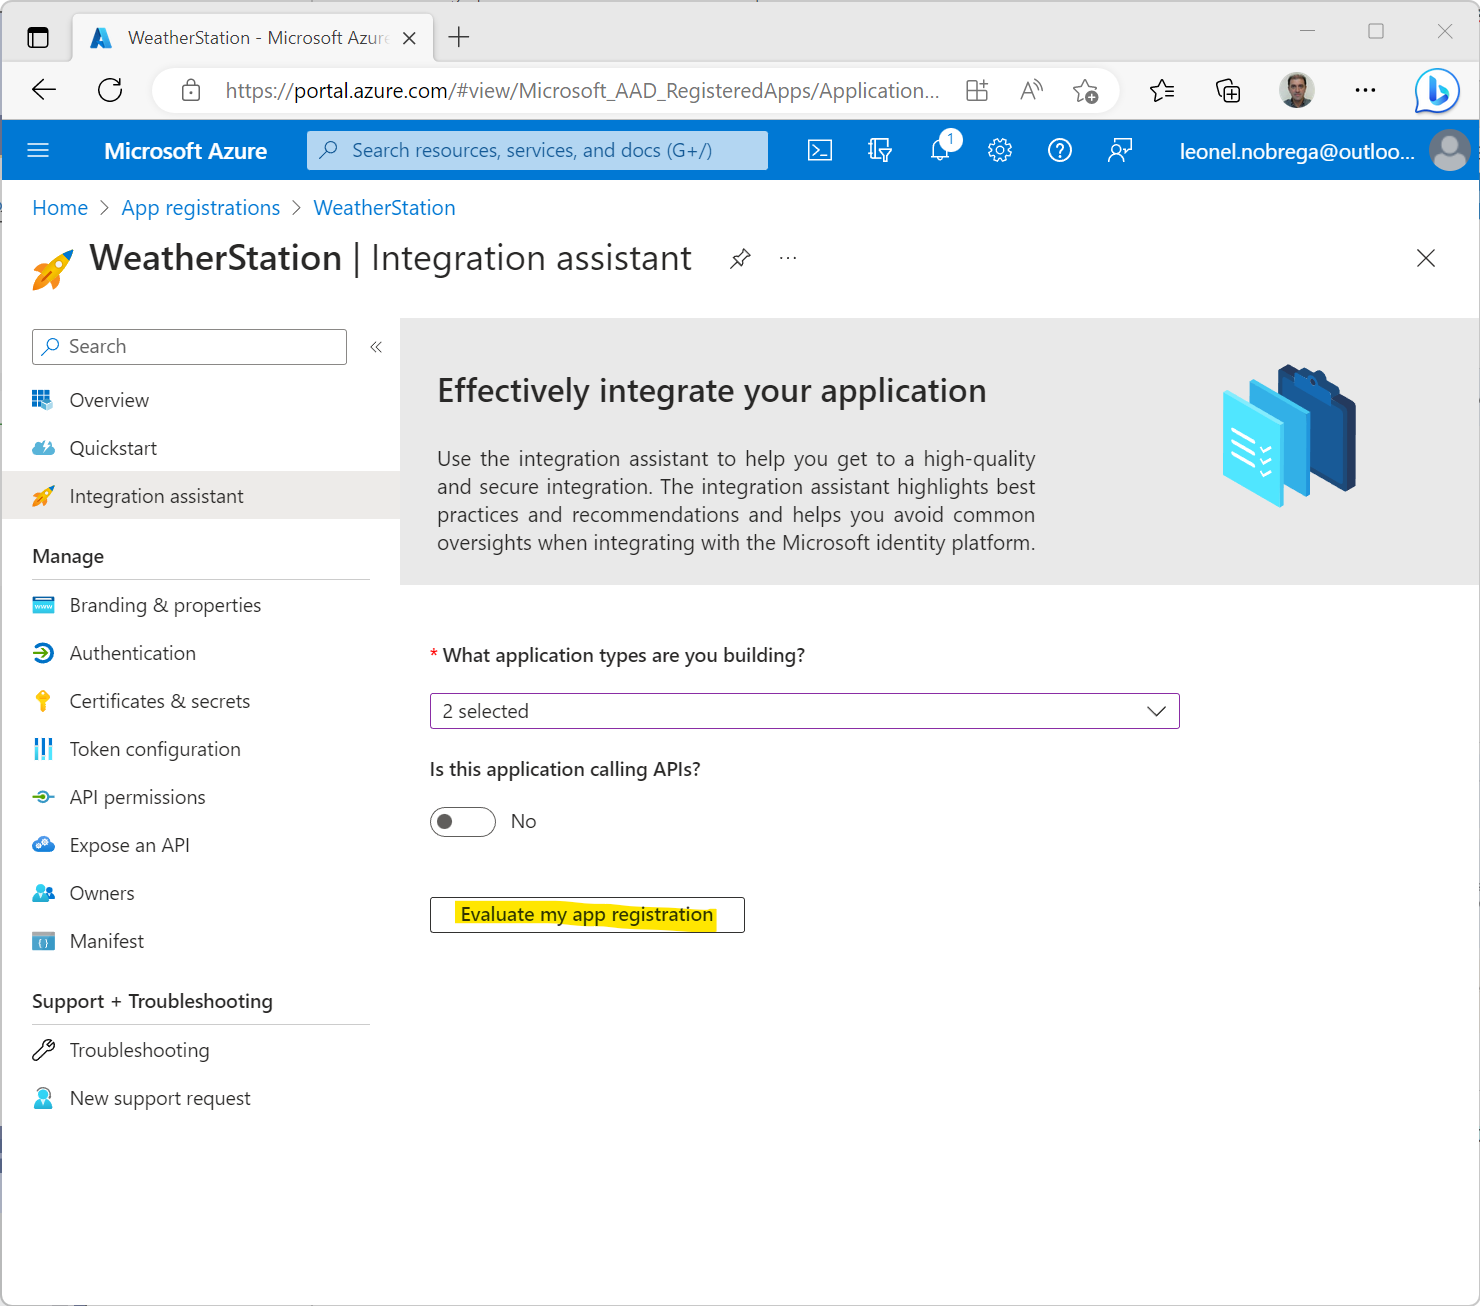 WeatherStation - Microsoft Azure
https://portal.azure.com/#view/Microsoft_AAD_RegisteredApps/Application...
Microsoft Azure
Search resources, services, and docs (G+/)
1
leonel.nobrega@outloo...
Home > App registrations > WeatherStation
WeatherStation | Integration assistant
Search
Overview
Quickstart
Integration assistant
Manage
Branding & properties
Authentication
Certificates & secrets
Token configuration
API permissions
Expose an API
Owners
Manifest
Support + Troubleshooting
Troubleshooting
New support request
Effectively integrate your application
Use the integration assistant to help you get to a high-quality
and secure integration. The integration assistant highlights best
practices and recommendations and helps you avoid common
oversights when integrating with the Microsoft identity platform.
* What application types are you building?
2 selected
Is this application calling APIs?
No
Evaluate my app registration